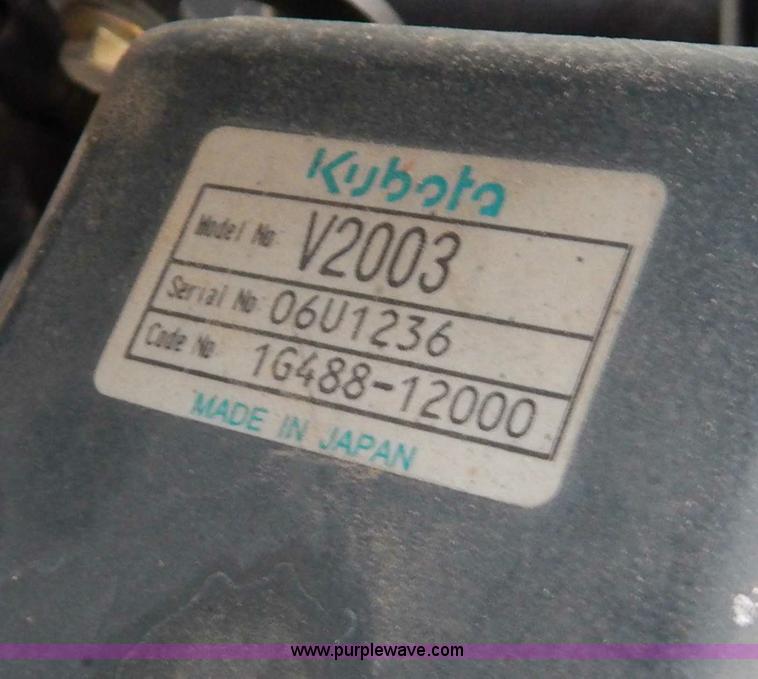 Kubota
Model No. V2003
Serial No. 06U1236
Code No. 1G488-12000
MADE IN JAPAN
www.purplewave.com